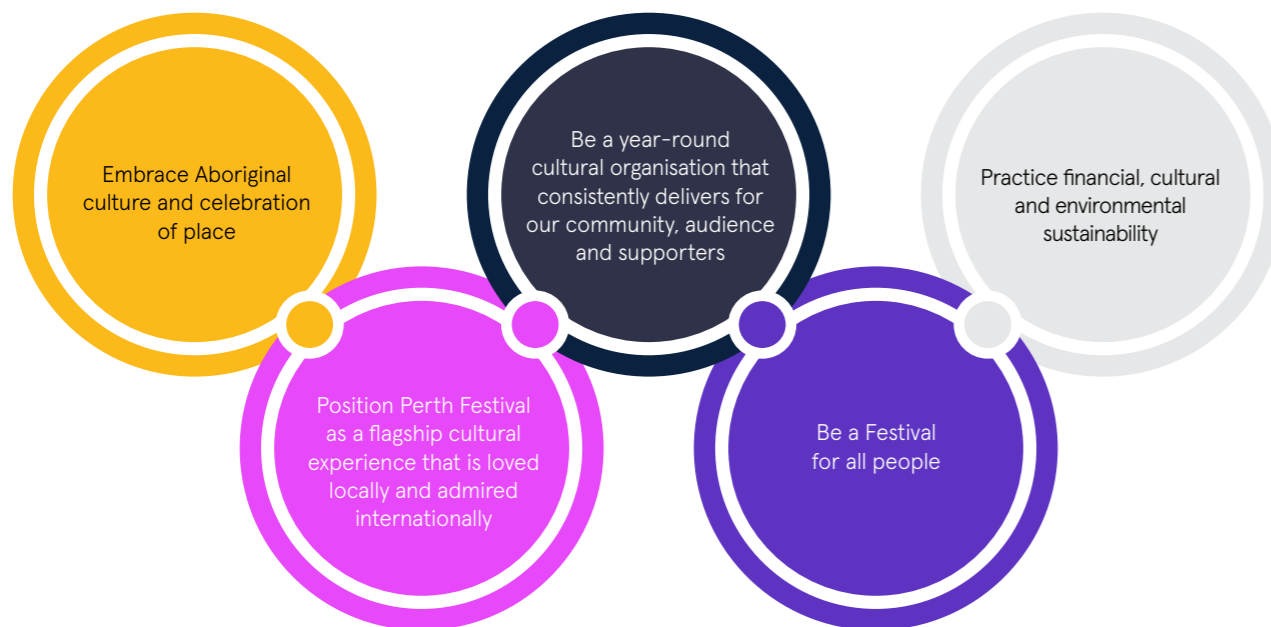 Embrace Aboriginal
culture and celebration
of place
Position Perth Festival
as a flagship cultural
experience that is loved
locally and admired
internationally
Be a year-round
cultural organisation that
consistently delivers for
our community, audience
and supporters
Be a Festival
for all people
Practice financial, cultural
and environmental
sustainability